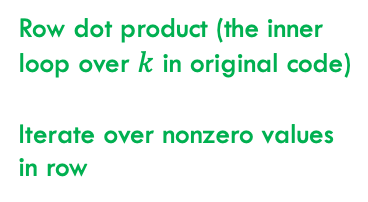 Row dot product (the inner
loop over k in original code)
Iterate over nonzero values
in row